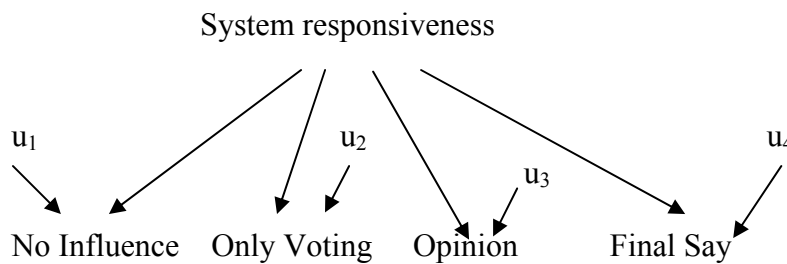 System responsiveness
u₁
u₂
u₃
u₄
No Influence Only Voting Opinion Final Say